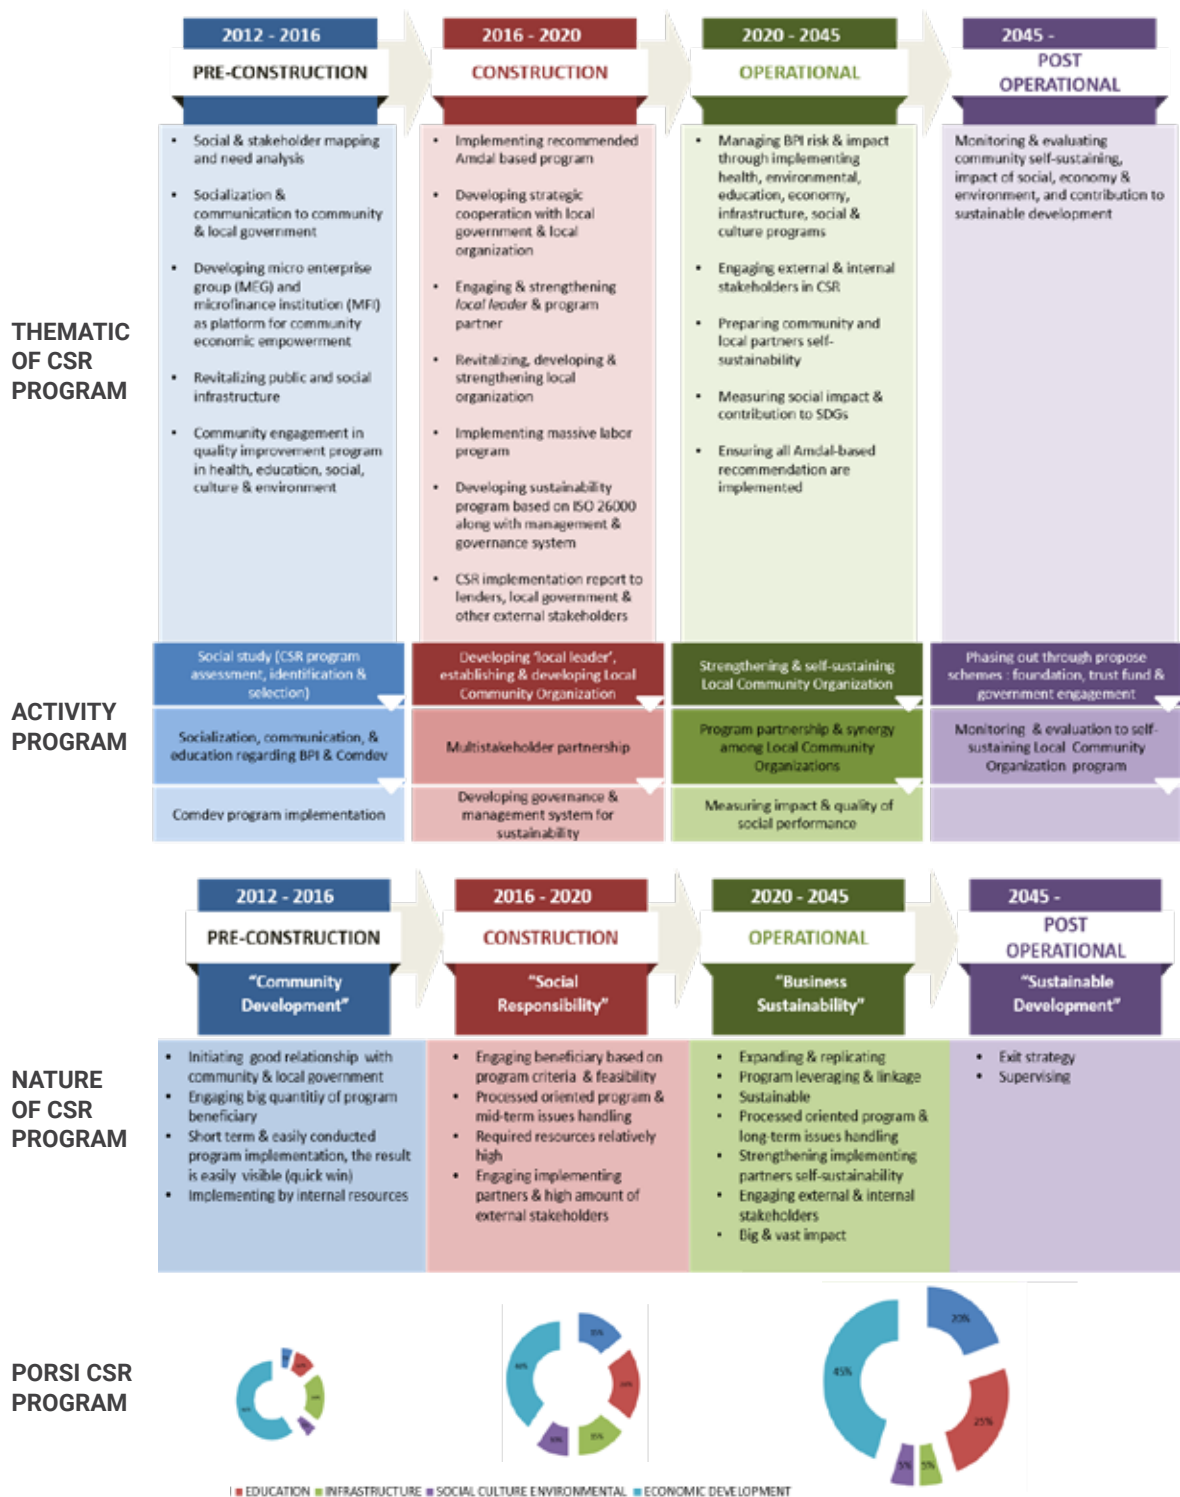 2012 - 2016
PRE-CONSTRUCTION
2016 - 2020
CONSTRUCTION
2020 - 2045
OPERATIONAL
2045 -
POST
OPERATIONAL
THEMATIC
OF CSR
PROGRAM
• Social & stakeholder mapping
and need analysis
• Socialization &
communication to community
& local government
• Developing micro enterprise
group (MEG) and
microfinance institution (MFI)
as platform for community
economic empowerment
• Revitalizing public and social
infrastructure
• Community engagement in
quality improvement program
in health, education, social,
culture & environment
• Implementing recommended
Amdal based program
• Developing strategic
cooperation with local
government & local
organization
• Engaging & strengthening
local leader & program
partner
• Revitalizing, developing &
strengthening local
organization
• Implementing massive labor
program
• Developing sustainability
program based on ISO 26000
along with management &
governance system
• CSR implementation report to
lenders, local government &
other external stakeholders
• Managing BPI risk & impact
through implementing
health, environmental,
education, economy,
infrastructure, social &
culture programs
• Engaging external & internal
stakeholders in CSR
• Preparing community and
local partners self-
sustainability
• Measuring social impact &
contribution to SDGs
• Ensuring all Amdal-based
recommendation are
implemented
Monitoring & evaluating
community self-sustaining,
impact of social, economy &
environment, and contribution to
sustainable development
ACTIVITY
PROGRAM
Social study (CSR program
assessment, identification &
selection)
Socialization, communication, &
education regarding BPI & Comdev
Comdev program implementation
Developing 'local leader',
establishing & developing Local
Community Organization
Multistakeholder partnership
Developing governance &
management system for
sustainability
Strengthening & self-sustaining
Local Community Organization
Program partnership & synergy
among Local Community
Organizations
Measuring impact & quality of
social performance
Phasing out through propose
schemes : foundation, trust fund &
government engagement
Monitoring & evaluation to self-
sustaining Local Community
Organization program
2012 - 2016
PRE-CONSTRUCTION
"Community
Development"
2016 - 2020
CONSTRUCTION
"Social
Responsibility"
2020 - 2045
OPERATIONAL
"Business
Sustainability"
2045 -
POST
OPERATIONAL
"Sustainable
Development"
NATURE
OF CSR
PROGRAM
• Initiating good relationship with
community & local government
• Engaging big quantitiy of program
beneficiary
• Short term & easily conducted
program implementation, the result
is easily visible (quick win)
• Implementing by internal resources
• Engaging beneficiary based on
program criteria & feasibility
• Processed oriented program &
mid-term issues handling
• Required resources relatively
high
• Engaging implementing
partners & high amount of
external stakeholders
• Expanding & replicating
• Program leveraging & linkage
• Sustainable
• Processed oriented program &
long-term issues handling
• Strengthening implementing
partners self-sustainability
• Engaging external & internal
stakeholders
• Big & vast impact
• Exit strategy
• Supervising
PORSI CSR
PROGRAM
15%
10%
20%
45%
25%
5%
5%
EDUCATION
INFRASTRUCTURE
SOCIAL CULTURE ENVIRONMENTAL
ECONOMIC DEVELOPMENT